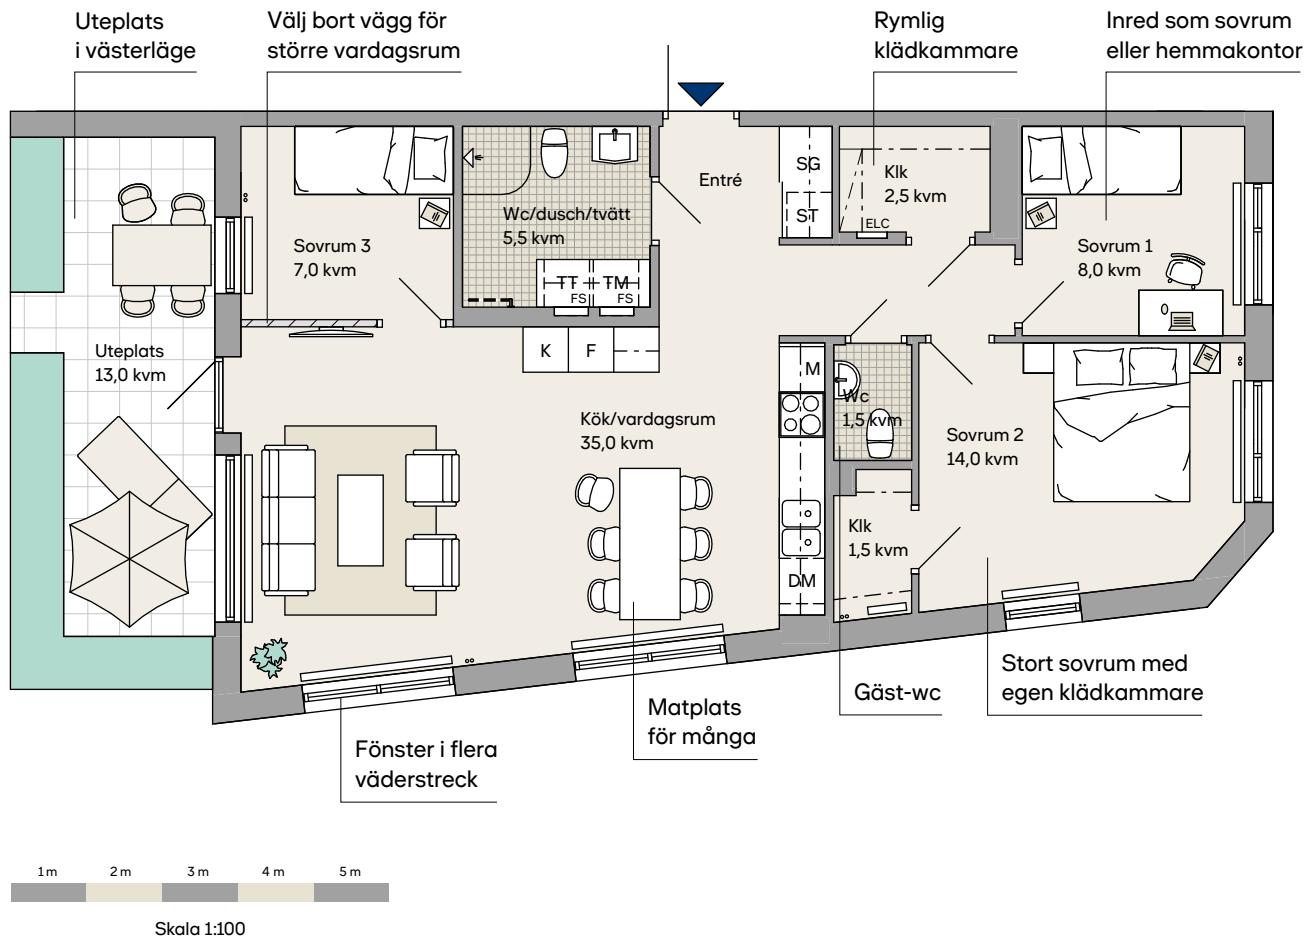 Uteplats
i västerläge
Välj bort vägg för
större vardagsrum
Rymlig
klädkammare
Inred som sovrum
eller hemmakontor
Entré
SG
ST
Klk
2,5 kvm
ELC
Sovrum 3
7,0 kvm
Wc/dusch/tvätt
5,5 kvm
TT
TM
FS
FS
Sovrum 1
8,0 kvm
Uteplats
13,0 kvm
K
F
M
Wc
1,5 kvm
Kök/vardagsrum
35,0 kvm
Sovrum 2
14,0 kvm
Klk
1,5 kvm
DM
Stort sovrum med
egen klädkammare
Gäst-wc
Matplats
för många
Fönster i flera
väderstreck
1 m 2 m 3 m 4 m 5 m
Skala 1:100